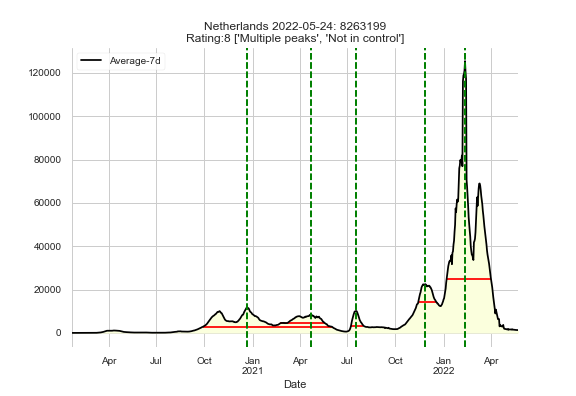 Netherlands 2022-05-24: 8263199
Rating:8 ['Multiple peaks', 'Not in control']
Average-7d
120000
100000
80000
60000
40000
20000
0
Apr Jul Oct Jan Apr Jul Oct Jan Apr
2021 2022
Date